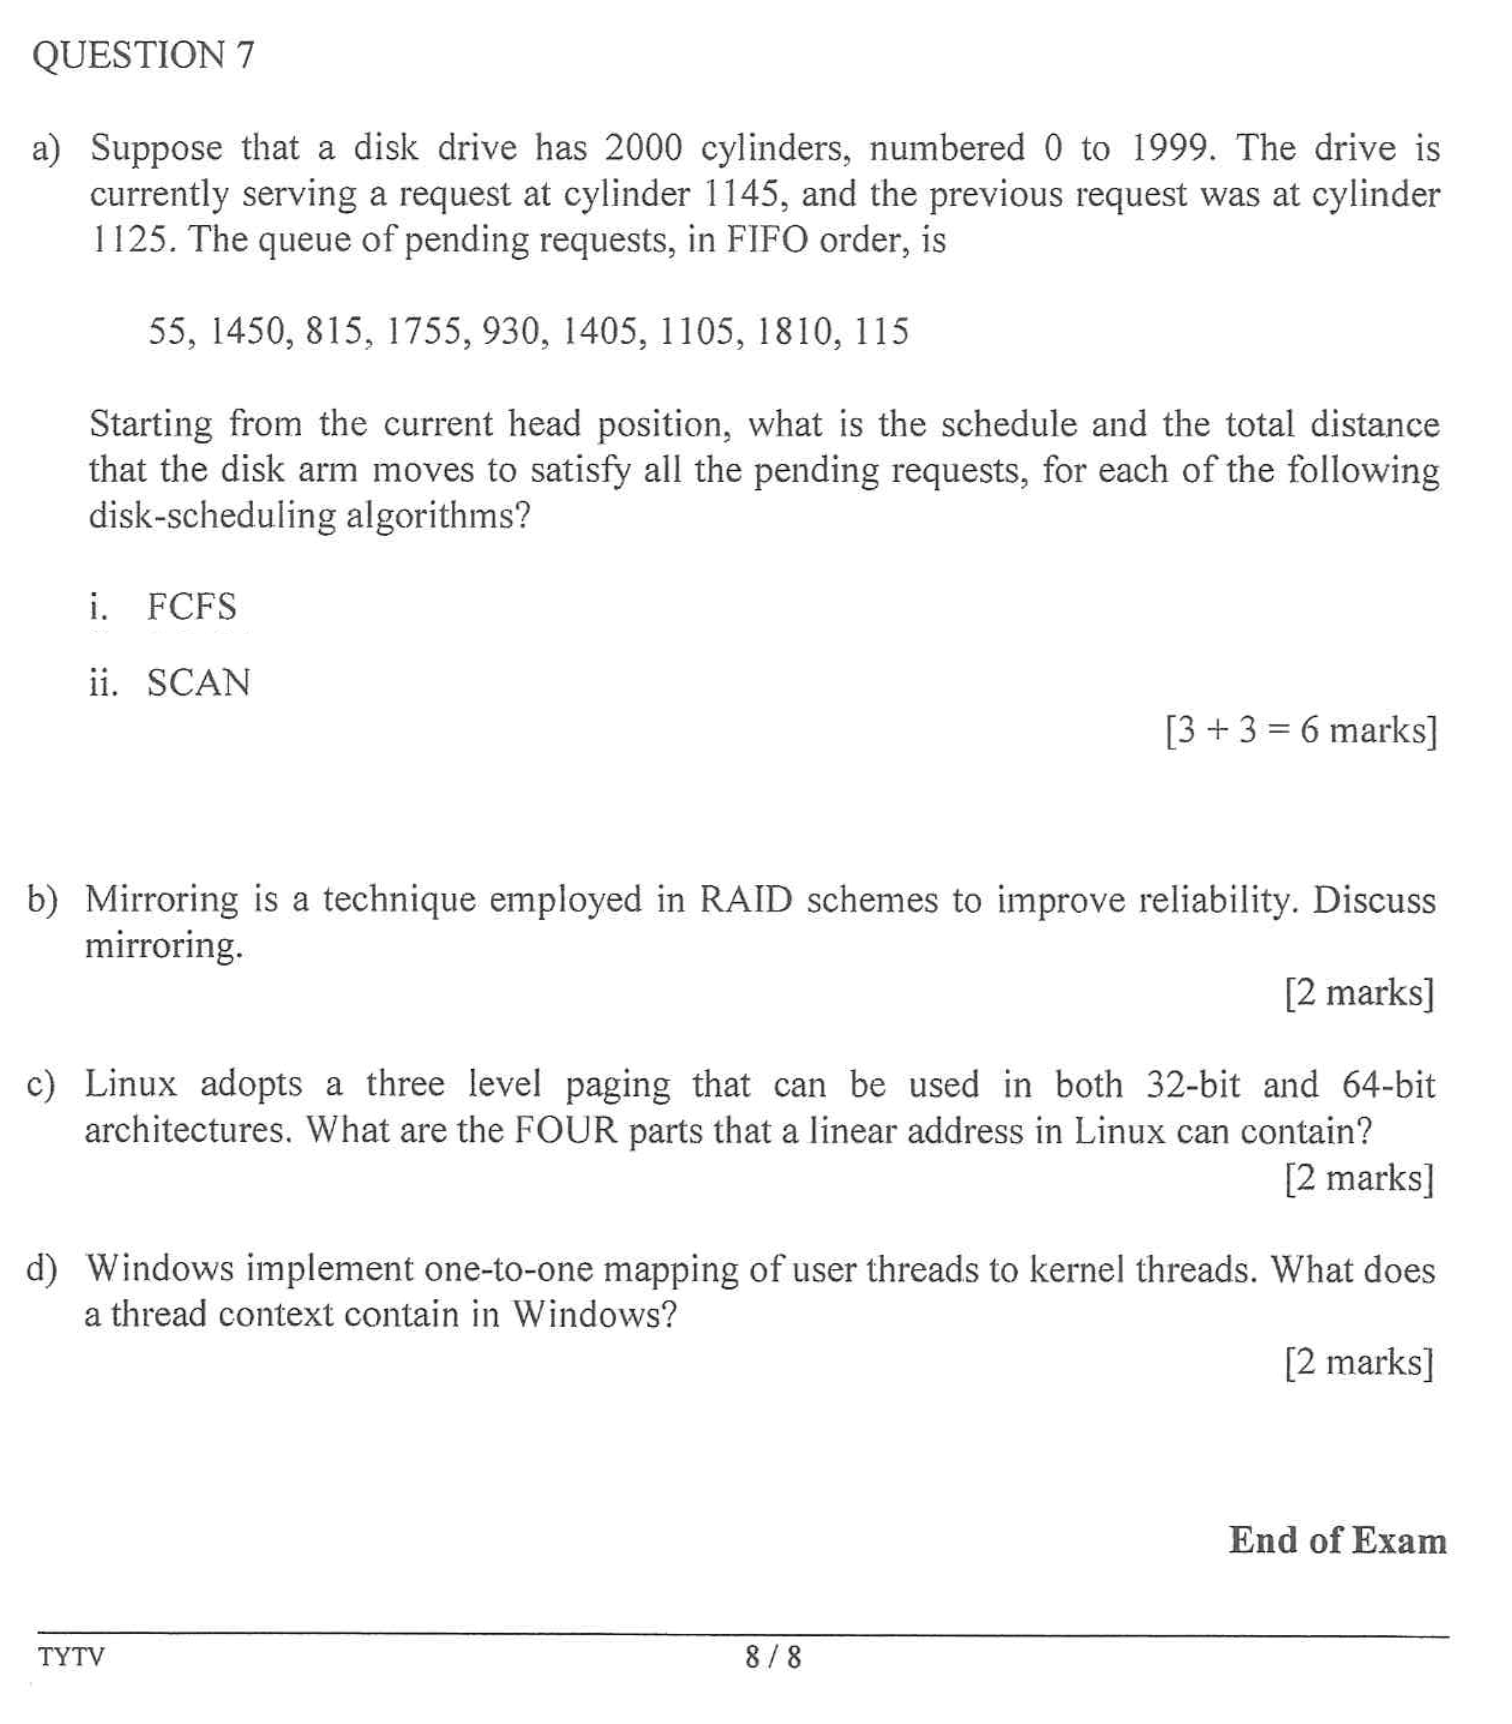 QUESTION 7
a) Suppose that a disk drive has 2000 cylinders, numbered 0 to 1999. The drive is
currently serving a request at cylinder 1145, and the previous request was at cylinder
1125. The queue of pending requests, in FIFO order, is
55, 1450, 815, 1755, 930, 1405, 1105, 1810, 115
Starting from the current head position, what is the schedule and the total distance
that the disk arm moves to satisfy all the pending requests, for each of the following
disk-scheduling algorithms?
i. FCFS
ii. SCAN
[3 + 3 = 6 marks]
b) Mirroring is a technique employed in RAID schemes to improve reliability. Discuss
mirroring.
[2 marks]
c) Linux adopts a three level paging that can be used in both 32-bit and 64-bit
architectures. What are the FOUR parts that a linear address in Linux can contain?
[2 marks]
d) Windows implement one-to-one mapping of user threads to kernel threads. What does
a thread context contain in Windows?
[2 marks]
End of Exam
TYTV 8 / 8